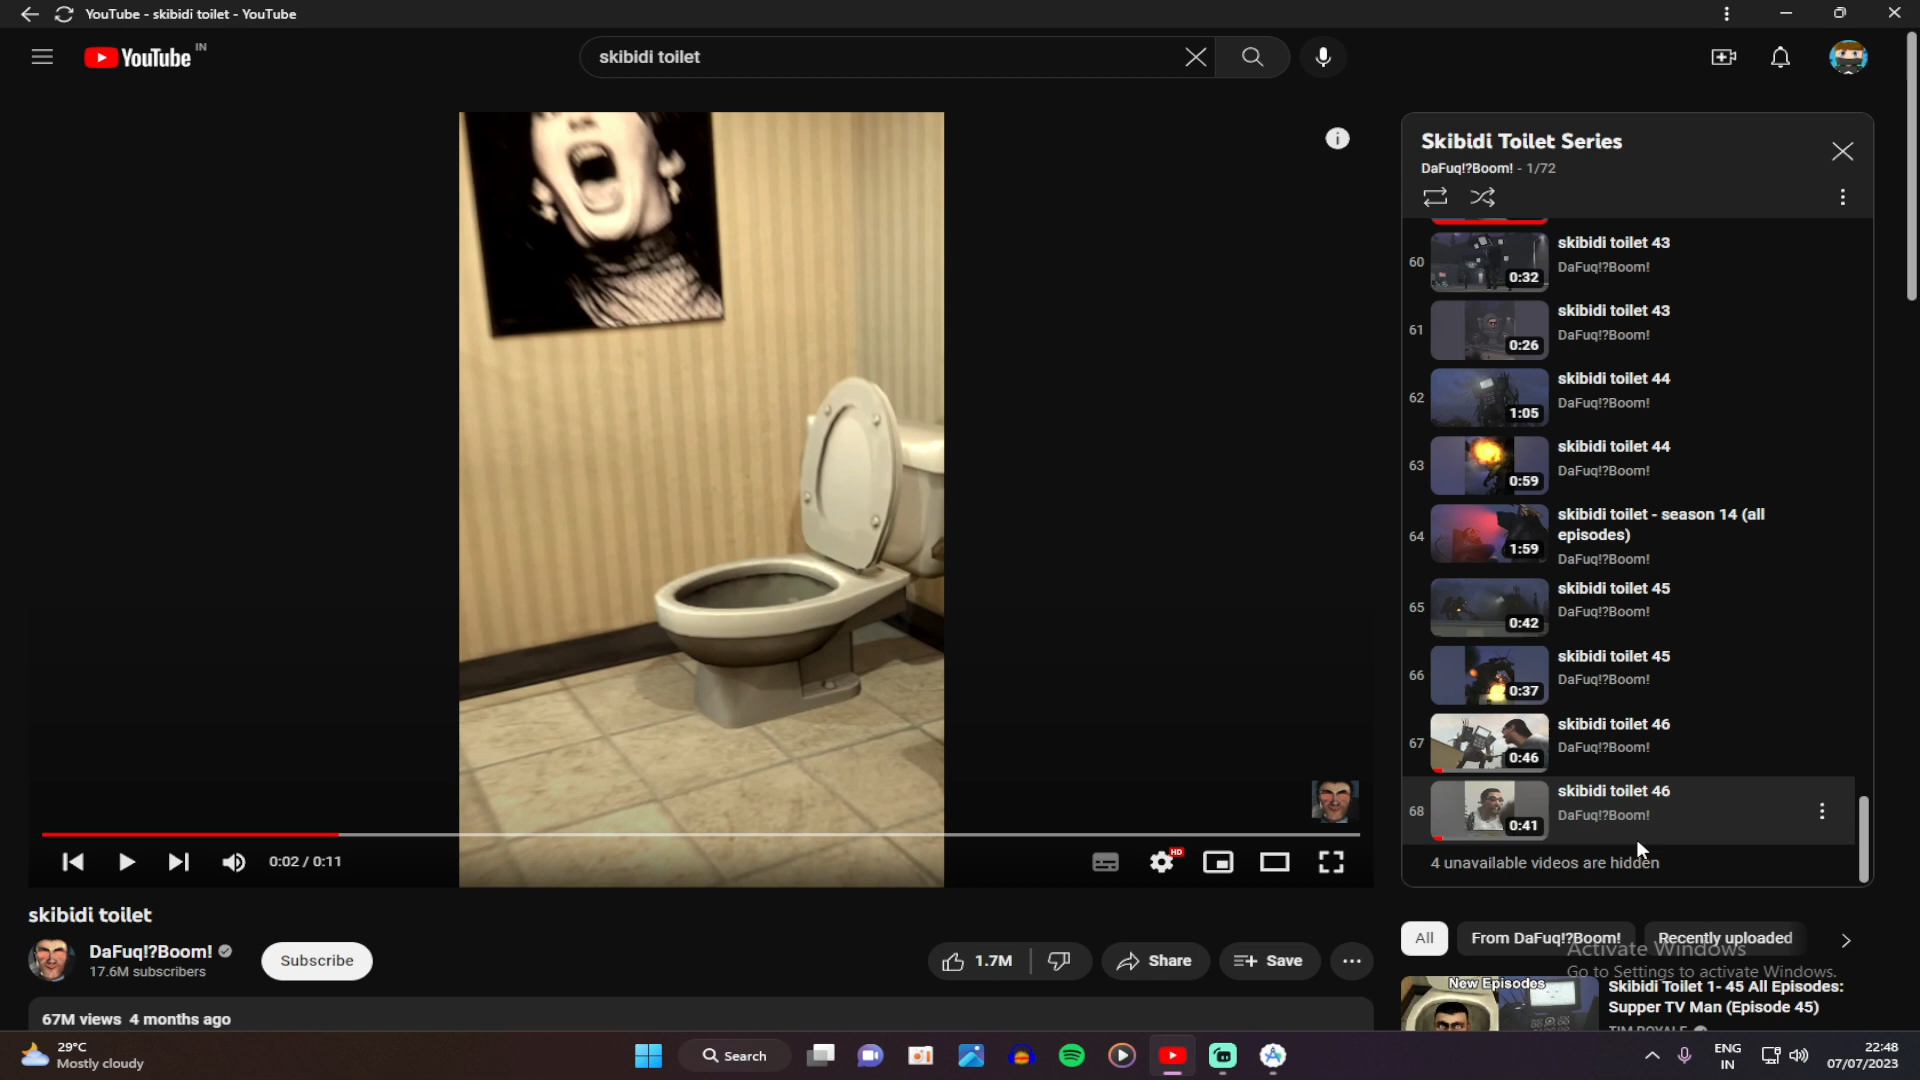 YouTube - skibidi toilet - YouTube
YouTube IN
skibidi toilet
Skibidi Toilet Series
DaFuq!?Boom! - 1/72
60
0:32
skibidi toilet 43
DaFuq!?Boom!
61
0:26
skibidi toilet 43
DaFuq!?Boom!
62
1:05
skibidi toilet 44
DaFuq!?Boom!
63
0:59
skibidi toilet 44
DaFuq!?Boom!
64
1:59
skibidi toilet - season 14 (all
episodes)
DaFuq!?Boom!
65
0:42
skibidi toilet 45
DaFuq!?Boom!
66
0:37
skibidi toilet 45
DaFuq!?Boom!
67
0:46
skibidi toilet 46
DaFuq!?Boom!
68
0:41
skibidi toilet 46
DaFuq!?Boom!
4 unavailable videos are hidden
0:02 / 0:11
HD
skibidi toilet
DaFuq!?Boom!
17.6M subscribers
Subscribe
1.7M
Share
Save
67M views 4 months ago
All
From DaFuq!?Boom!
Recently uploaded
Activate Windows
Go to Settings to activate Windows.
New Episodes
Skibidi Toilet 1- 45 All Episodes:
Supper TV Man (Episode 45)
TIM ROYALE
29°C
Mostly cloudy
Search
ENG
IN
22:48
07/07/2023